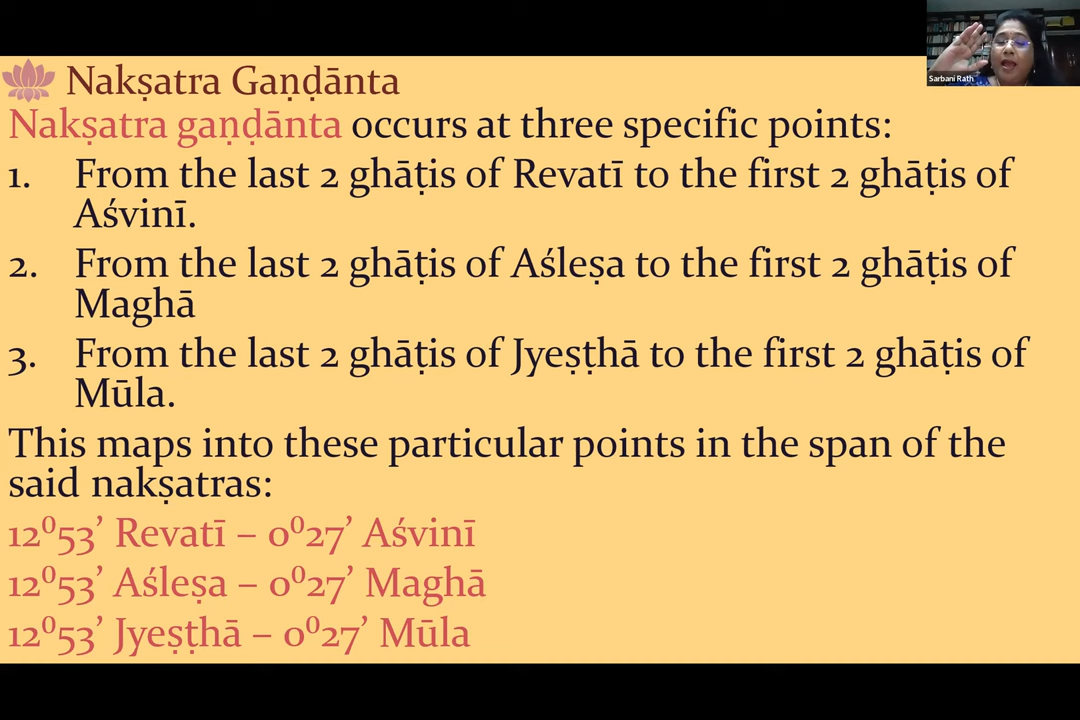 Sarbani Rath
Nakṣatra Gaṇḍānta
Nakṣatra gaṇḍānta occurs at three specific points:
1. From the last 2 ghāṭis of Revatī to the first 2 ghāṭis of
Aśvinī.
2. From the last 2 ghāṭis of Aśleṣa to the first 2 ghāṭis of
Maghā
3. From the last 2 ghāṭis of Jyeṣṭhā to the first 2 ghāṭis of
Mūla.
This maps into these particular points in the span of the
said nakṣatras:
12⁰53’ Revatī – 0⁰27’ Aśvinī
12⁰53’ Aśleṣa – 0⁰27’ Maghā
12⁰53’ Jyeṣṭhā – 0⁰27’ Mūla